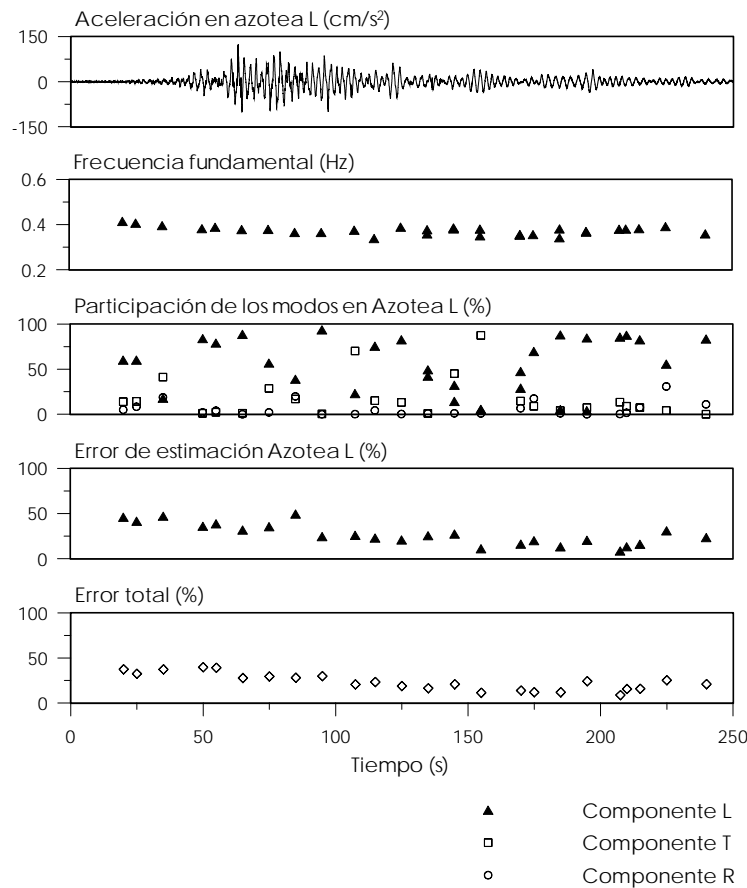 Aceleración en azotea L (cm/s²)
150
0
-150
Frecuencia fundamental (Hz)
0.6
0.4
0.2
Participación de los modos en Azotea L (%)
100
50
0
Error de estimación Azotea L (%)
100
50
0
Error total (%)
100
50
0
0 50 100 150 200 250
Tiempo (s)
Componente L
Componente T
Componente R